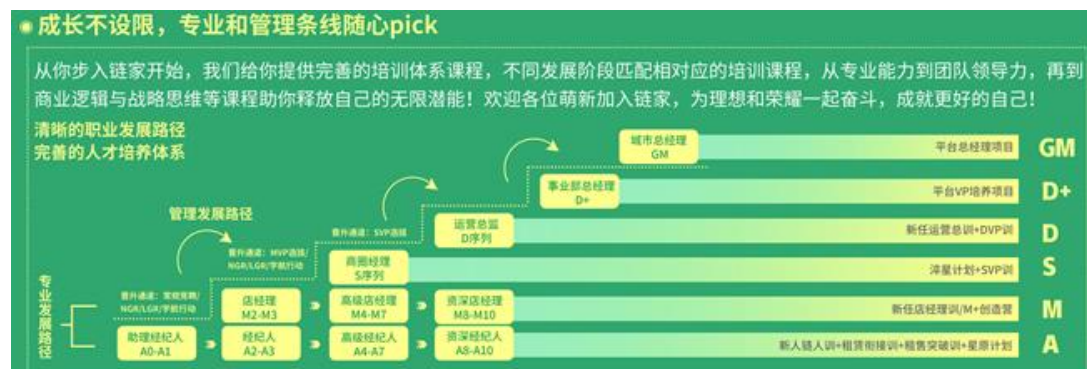 成长不设限，专业和管理条线随心pick
从你步入链家开始，我们给你提供完善的培训体系课程，不同发展阶段匹配相对应的培训课程，从专业能力到团队领导力，再到
商业逻辑与战略思维等课程助你释放自己的无限潜能！欢迎各位萌新加入链家，为理想和荣耀一起奋斗，成就更好的自己！
清晰的职业发展路径
完善的人才培养体系
城市总经理
GM
平台总经理项目
GM
事业部总经理
D+
平台VP培养项目
D+
管理发展路径
晋升通道：SVP选拔
运营总监
D序列
新任运营总训+DVP训
D
晋升通道：MVP选拔/
NGR/LGR/宇航行动
商圈经理
S序列
淬星计划+SVP训
S
专业发展路径
晋升通道：常规竞聘/
NGR/LGR/宇航行动
店经理
M2-M3
高级店经理
M4-M7
资深店经理
M8-M10
新任店经理训/M+创造营
M
助理经纪人
A0-A1
经纪人
A2-A3
高级经纪人
A4-A7
资深经纪人
A8-A10
新人链人训+租赁衔接训+租售突破训+星原计划
A